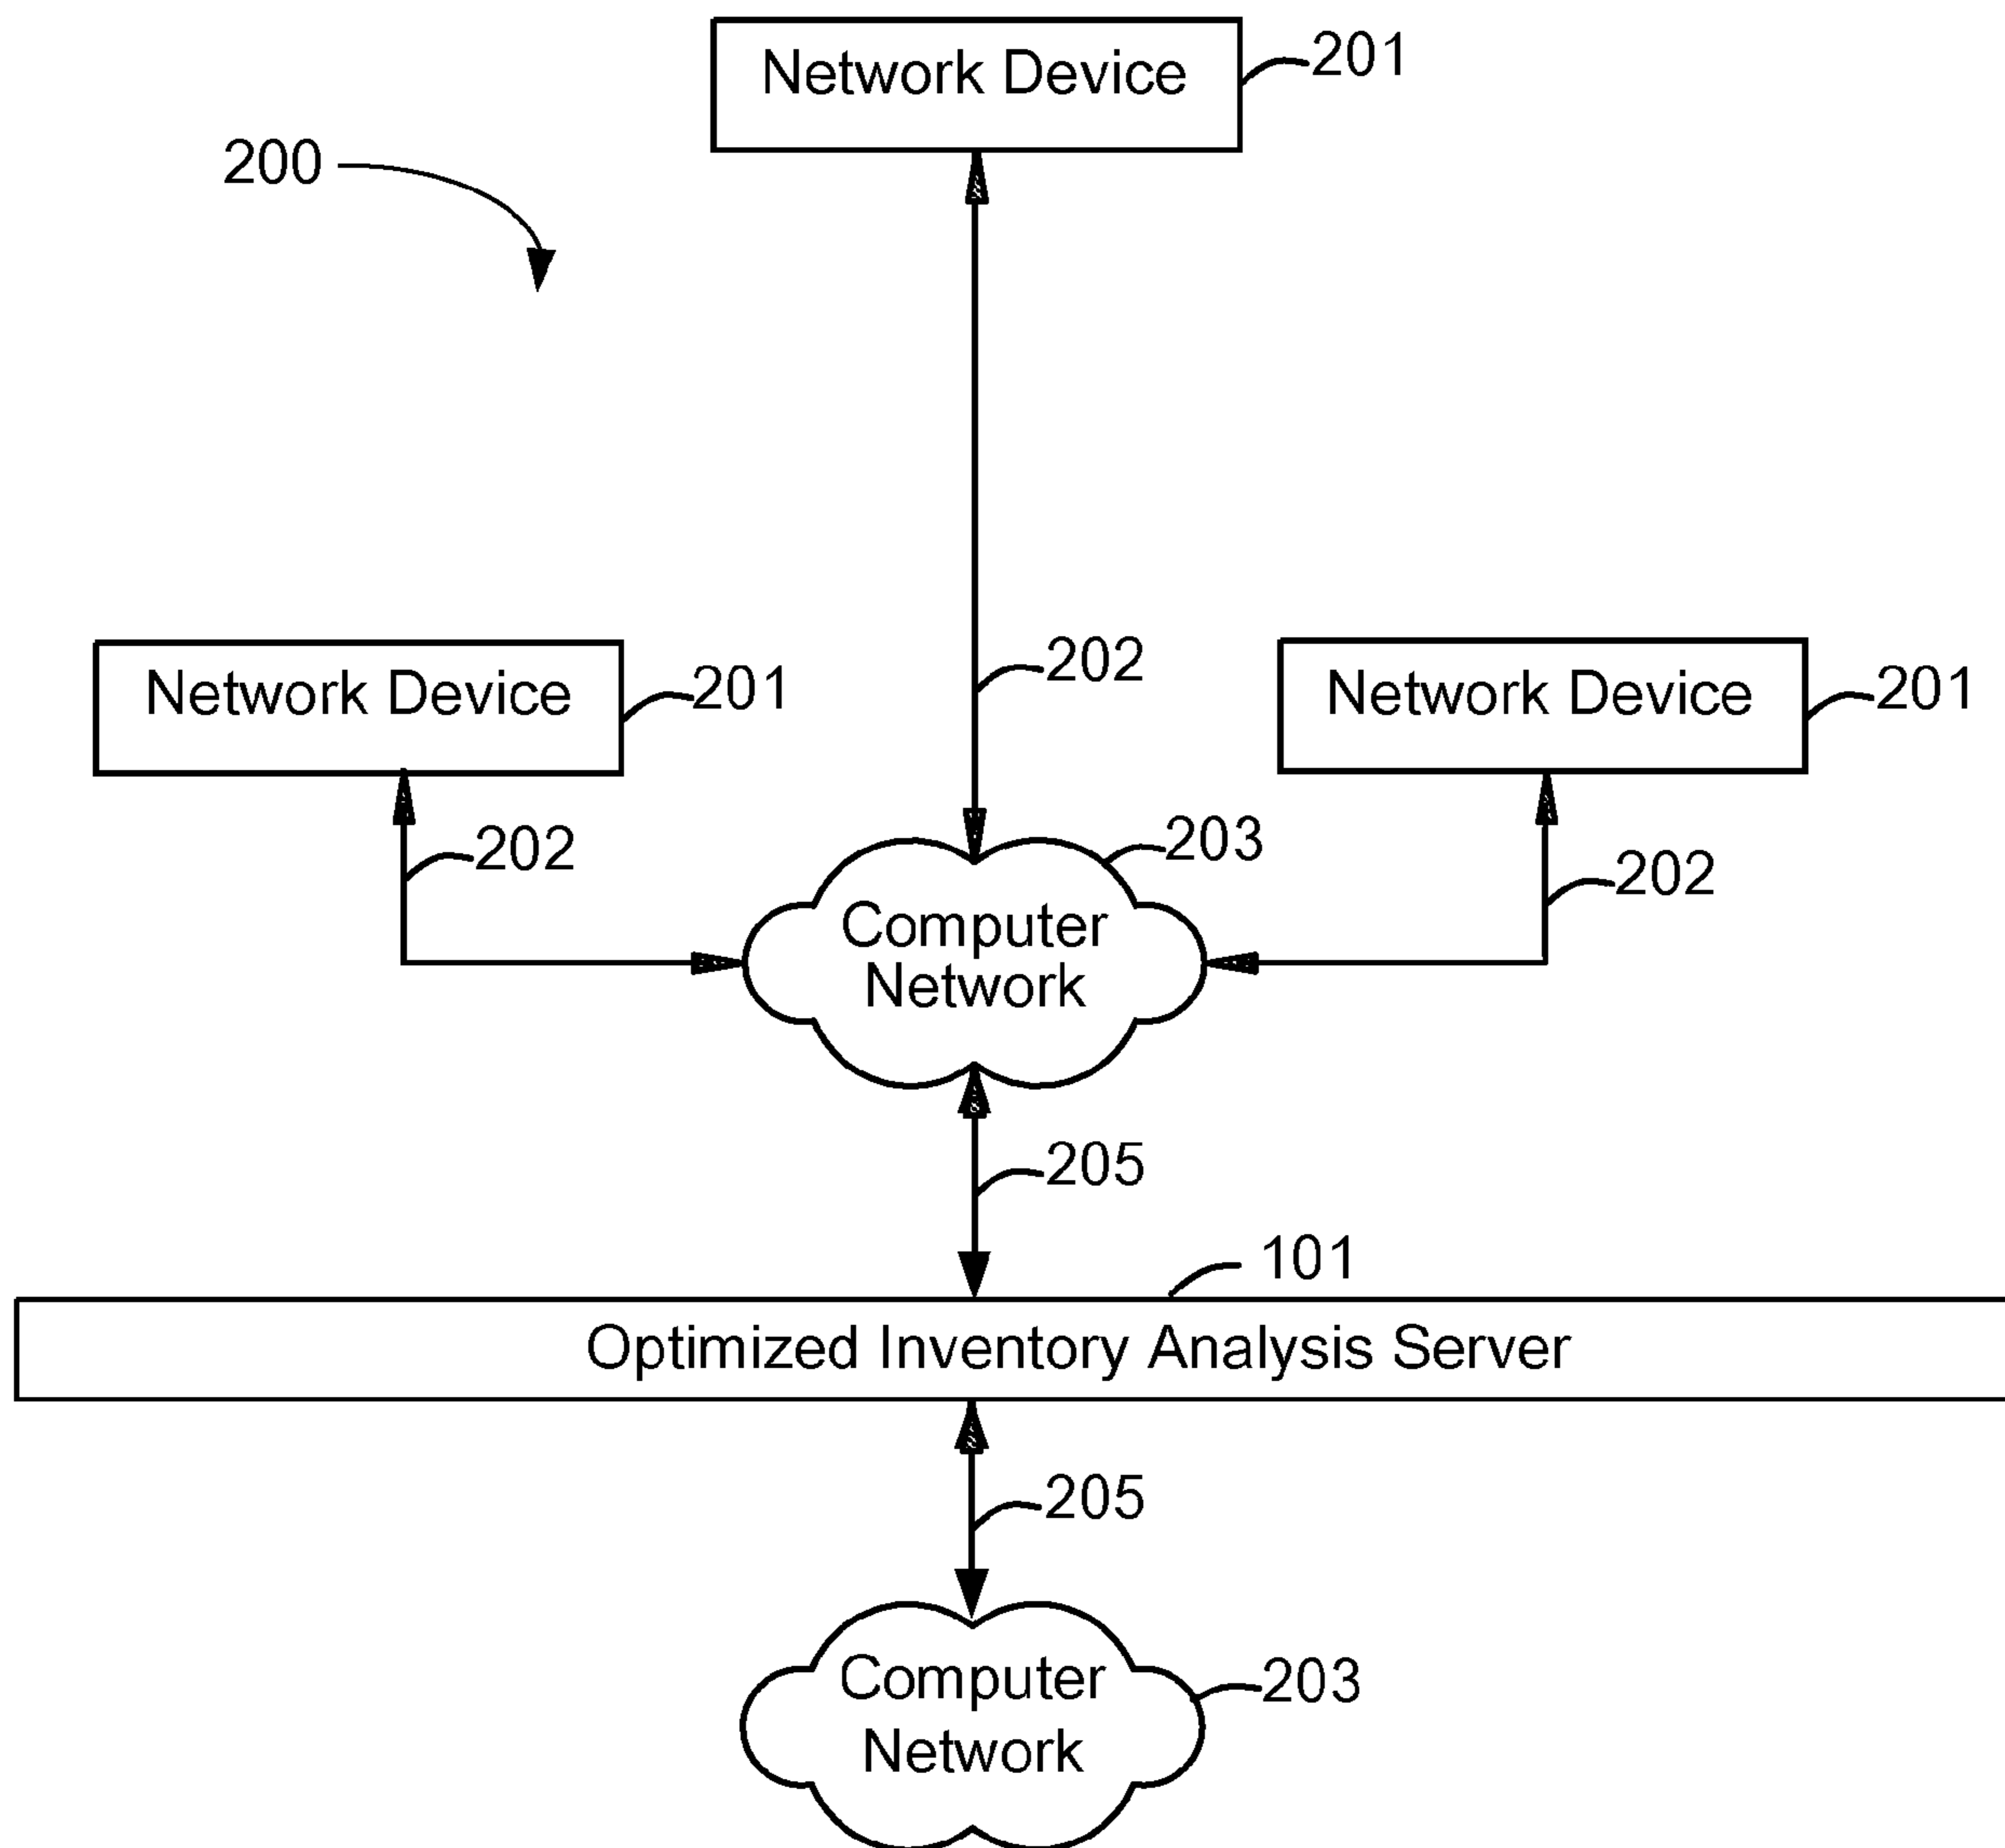 Network Device
201
200
202
Network Device
201
Network Device
201
202
203
202
Computer
Network
205
101
Optimized Inventory Analysis Server
205
Computer
Network
203